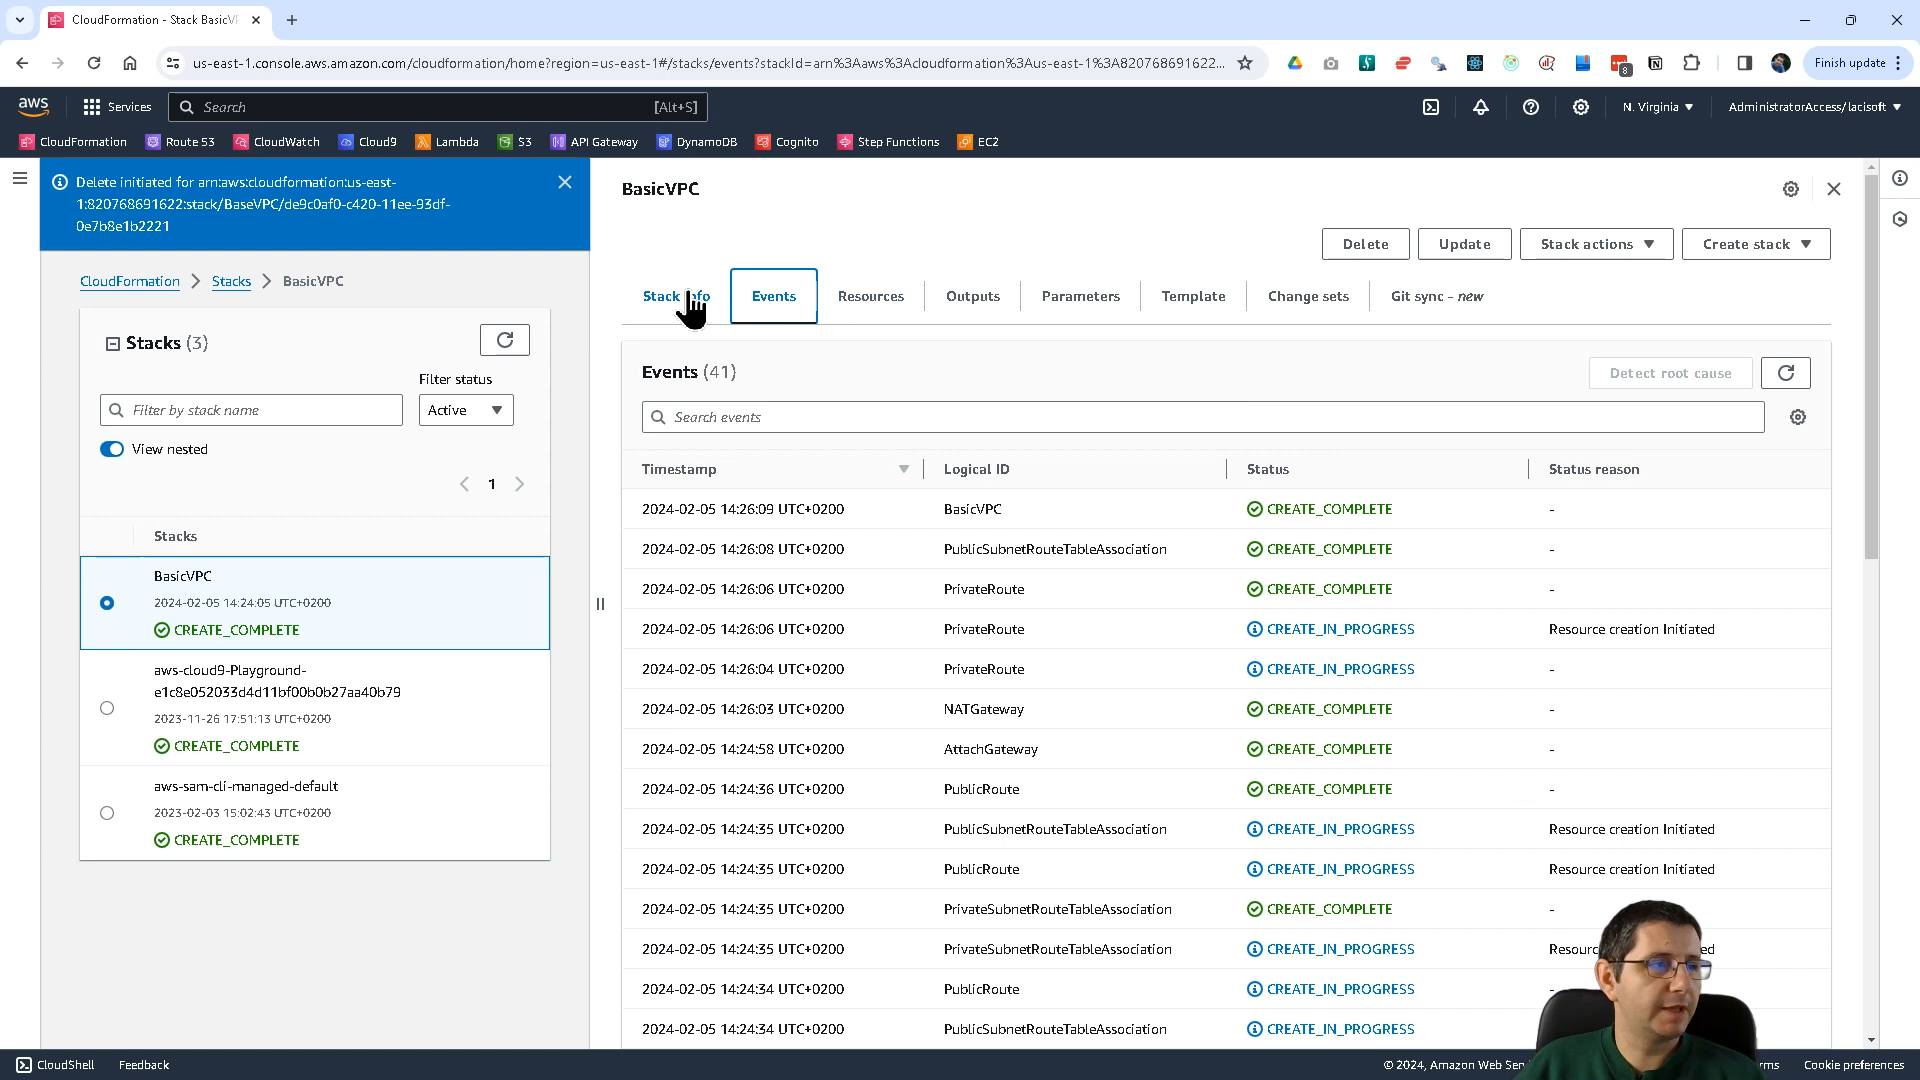 CloudFormation - Stack BasicV
us-east-1.console.aws.amazon.com/cloudformation/home?region=us-east-1#/stacks/events?stackId=arn%3Aaws%3Acloudformation%3Aus-east-1%3A820768691622...
8
Finish update
aws
Services
Search
[Alt+S]
N. Virginia
AdministratorAccess/lacisoft
CloudFormation
Route 53
CloudWatch
Cloud9
Lambda
S3
API Gateway
DynamoDB
Cognito
Step Functions
EC2
Delete initiated for arn:aws:cloudformation:us-east-
1:820768691622:stack/BaseVPC/de9c0af0-c420-11ee-93df-
0e7b8e1b2221
CloudFormation
Stacks
BasicVPC
Stacks (3)
Filter status
Filter by stack name
Active
View nested
1
Stacks
BasicVPC
2024-02-05 14:24:05 UTC+0200
CREATE_COMPLETE
aws-cloud9-Playground-
e1c8e052033d4d11bf00b0b27aa40b79
2023-11-26 17:51:13 UTC+0200
CREATE_COMPLETE
aws-sam-cli-managed-default
2023-02-03 15:02:43 UTC+0200
CREATE_COMPLETE
BasicVPC
Delete
Update
Stack actions
Create stack
Stack info
Events
Resources
Outputs
Parameters
Template
Change sets
Git sync - new
Events (41)
Detect root cause
Search events
Timestamp Logical ID Status Status reason
2024-02-05 14:26:09 UTC+0200 BasicVPC CREATE_COMPLETE -
2024-02-05 14:26:08 UTC+0200 PublicSubnetRouteTableAssociation CREATE_COMPLETE -
2024-02-05 14:26:06 UTC+0200 PrivateRoute CREATE_COMPLETE -
2024-02-05 14:26:06 UTC+0200 PrivateRoute CREATE_IN_PROGRESS Resource creation Initiated
2024-02-05 14:26:04 UTC+0200 PrivateRoute CREATE_IN_PROGRESS -
2024-02-05 14:26:03 UTC+0200 NATGateway CREATE_COMPLETE -
2024-02-05 14:24:58 UTC+0200 AttachGateway CREATE_COMPLETE -
2024-02-05 14:24:36 UTC+0200 PublicRoute CREATE_COMPLETE -
2024-02-05 14:24:35 UTC+0200 PublicSubnetRouteTableAssociation CREATE_IN_PROGRESS Resource creation Initiated
2024-02-05 14:24:35 UTC+0200 PublicRoute CREATE_IN_PROGRESS Resource creation Initiated
2024-02-05 14:24:35 UTC+0200 PrivateSubnetRouteTableAssociation CREATE_COMPLETE -
2024-02-05 14:24:35 UTC+0200 PrivateSubnetRouteTableAssociation CREATE_IN_PROGRESS
2024-02-05 14:24:34 UTC+0200 PublicRoute CREATE_IN_PROGRESS -
2024-02-05 14:24:34 UTC+0200 PublicSubnetRouteTableAssociation CREATE_IN_PROGRESS
CloudShell
Feedback
© 2024, Amazon Web
Cookie preferences